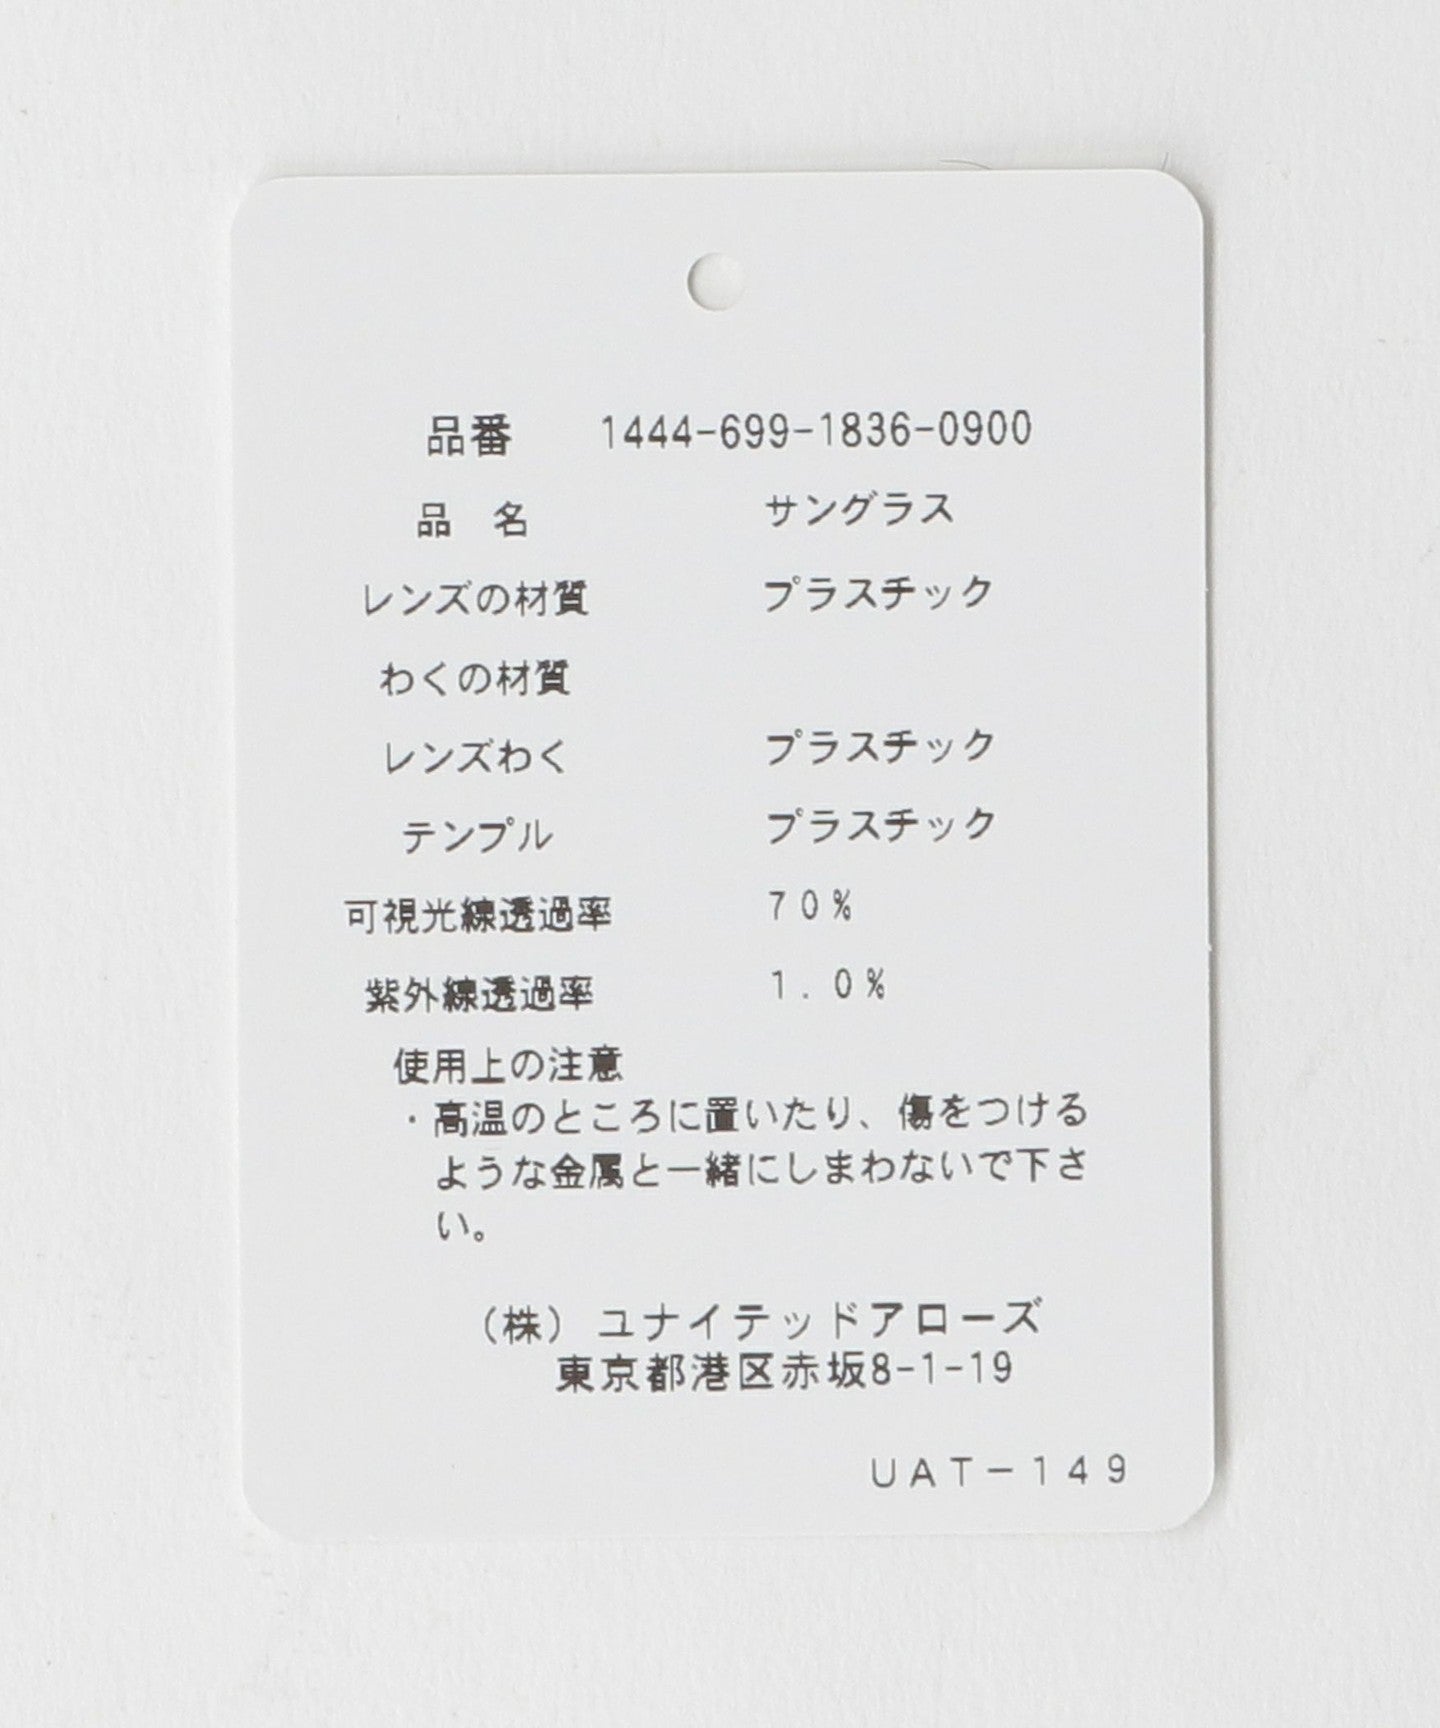 品番 1444-699-1836-0900
品　名 サングラス
レンズの材質 プラスチック
わくの材質
レンズわく プラスチック
テンプル プラスチック
可視光線透過率 70%
紫外線透過率 1.0%
使用上の注意
・高温のところに置いたり、傷をつける
ような金属と一緒にしまわないで下さ
い。
（株）ユナイテッドアローズ
東京都港区赤坂8-1-19
UAT-149